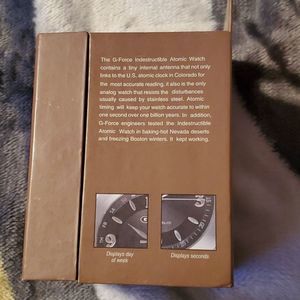 The G-Force Indestructible Atomic Watch
contains a tiny internal antenna that not only
links to the U.S. atomic clock in Colorado for
the most accurate reading, it also is the only
analog watch that resists the disturbances
usually caused by stainless steel. Atomic
timing will keep your watch accurate to within
one second over one billion years. In addition,
G-Force engineers tested the Indestructible
Atomic Watch in baking-hot Nevada deserts
and freezing Boston winters. It kept working.
Displays day
of week
Displays seconds